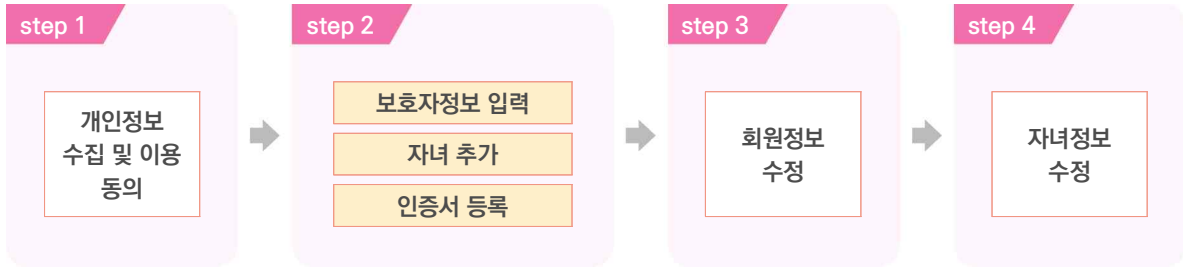 step 1
개인정보
수집 및 이용
동의
step 2
보호자정보 입력
자녀 추가
인증서 등록
step 3
회원정보
수정
step 4
자녀정보
수정